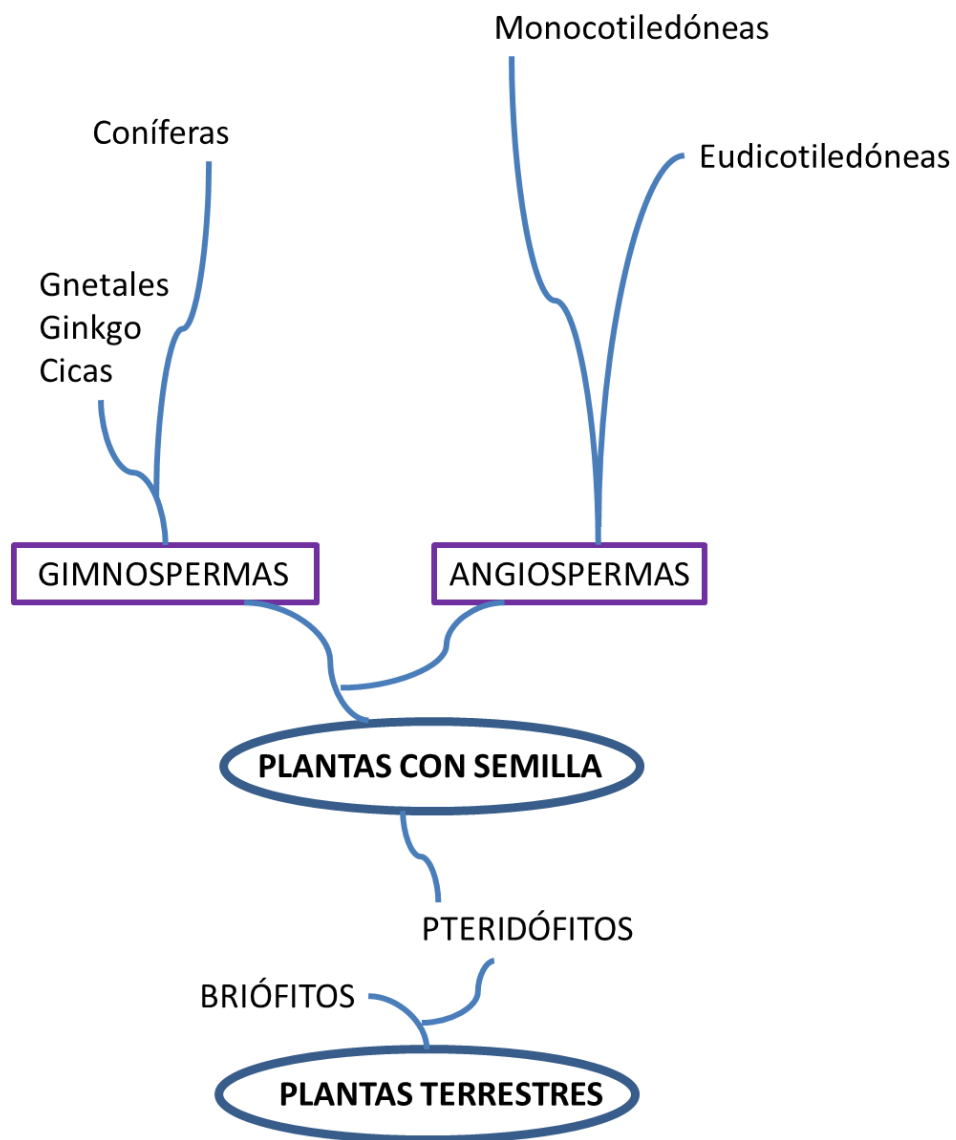 Monocotiledóneas
Coníferas
Eudicotiledóneas
Gnetales
Ginkgo
Cicas
GIMNOSPERMAS
ANGIOSPERMAS
PLANTAS CON SEMILLA
PTERIDÓFITOS
BRIÓFITOS
PLANTAS TERRESTRES